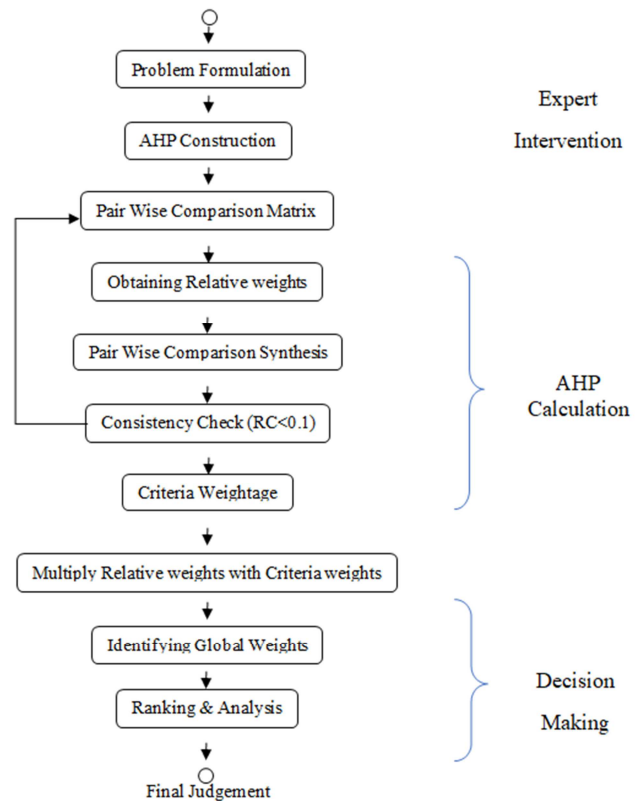 Problem Formulation
Expert
Intervention
AHP Construction
Pair Wise Comparison Matrix
Obtaining Relative weights
Pair Wise Comparison Synthesis
AHP
Calculation
Consistency Check (RC<0.1)
Criteria Weightage
Multiply Relative weights with Criteria weights
Identifying Global Weights
Ranking & Analysis
Decision
Making
Final Judgement